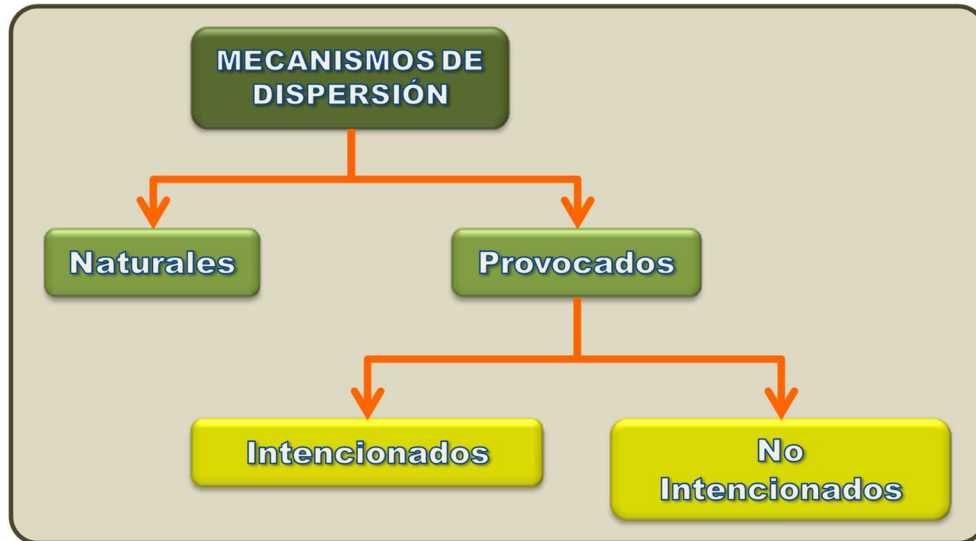 MECANISMOS DE
DISPERSIÓN
Naturales
Provocados
Intencionados
No
Intencionados